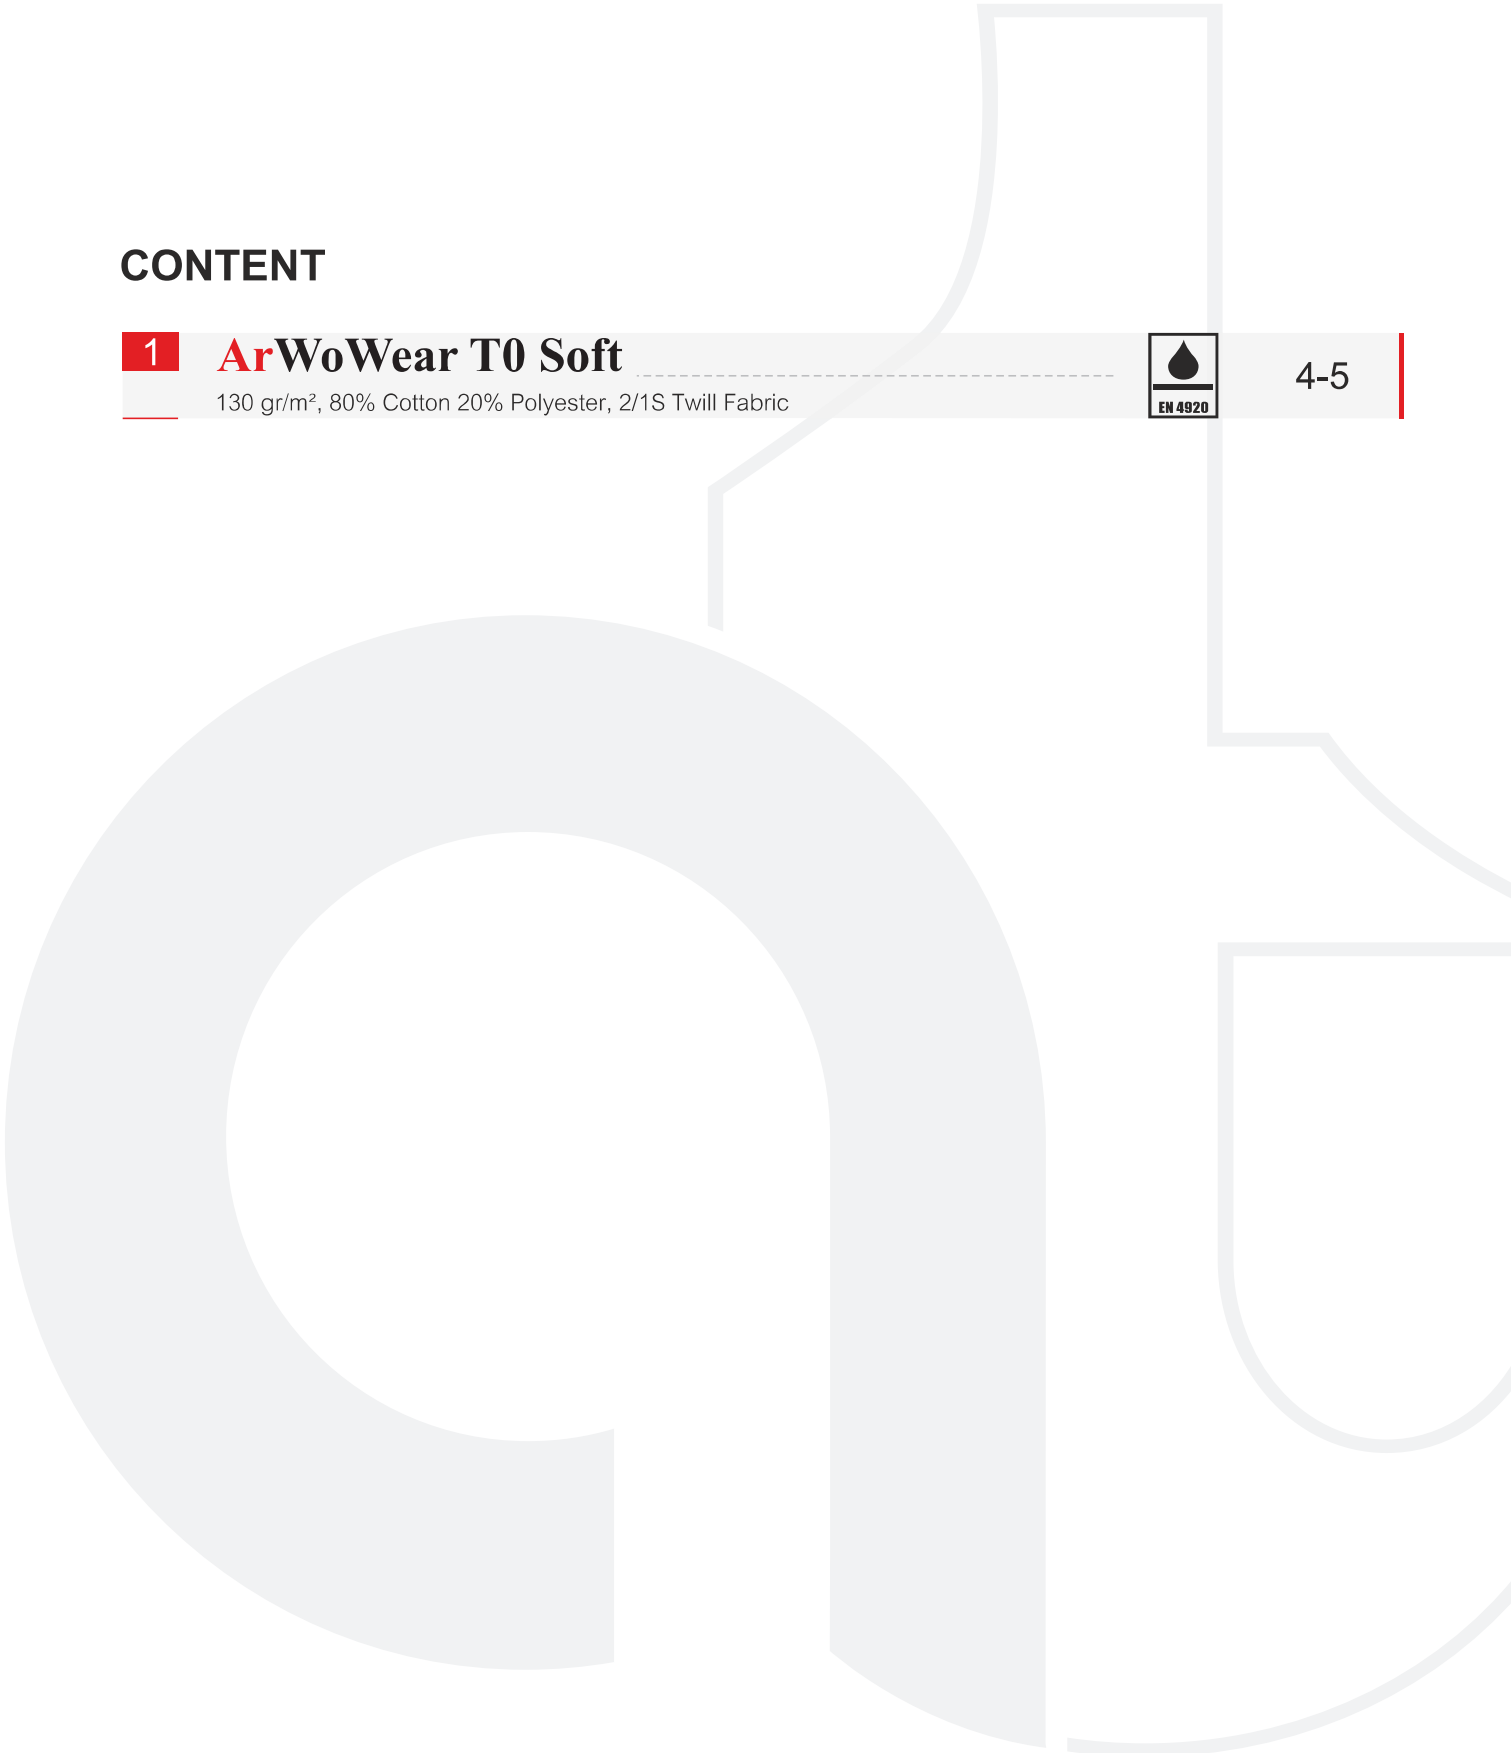 CONTENT
1
ArWoWear T0 Soft
130 gr/m², 80% Cotton 20% Polyester, 2/1S Twill Fabric
EN 4920
4-5